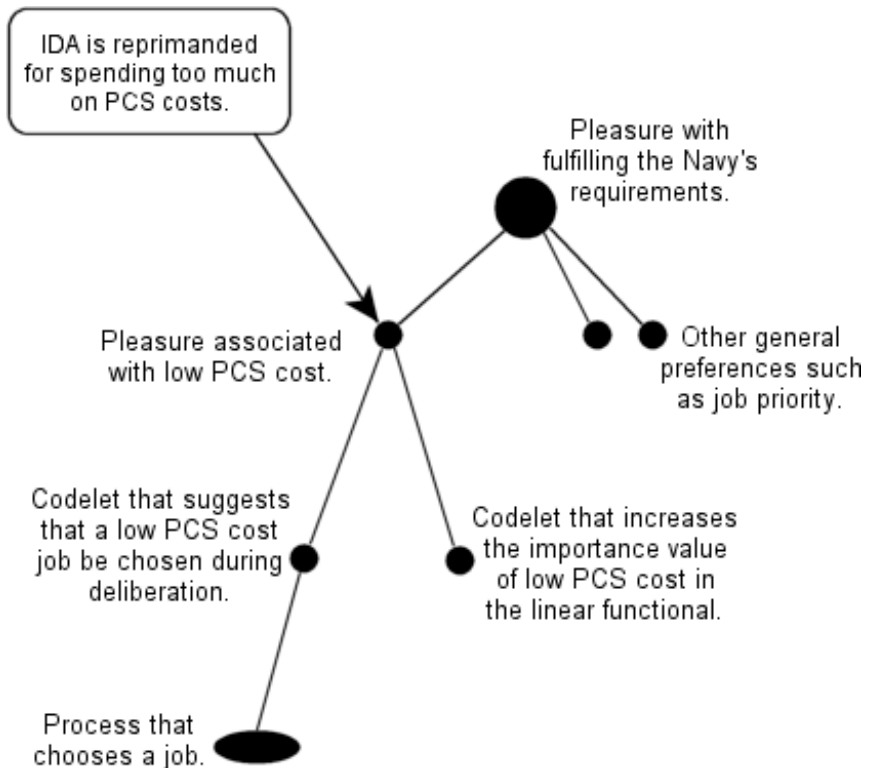 IDA is reprimanded
for spending too much
on PCS costs.
Pleasure with
fulfilling the Navy's
requirements.
Pleasure associated
with low PCS cost.
Other general
preferences such
as job priority.
Codelet that suggests
that a low PCS cost
job be chosen during
deliberation.
Codelet that increases
the importance value
of low PCS cost in
the linear functional.
Process that
chooses a job.